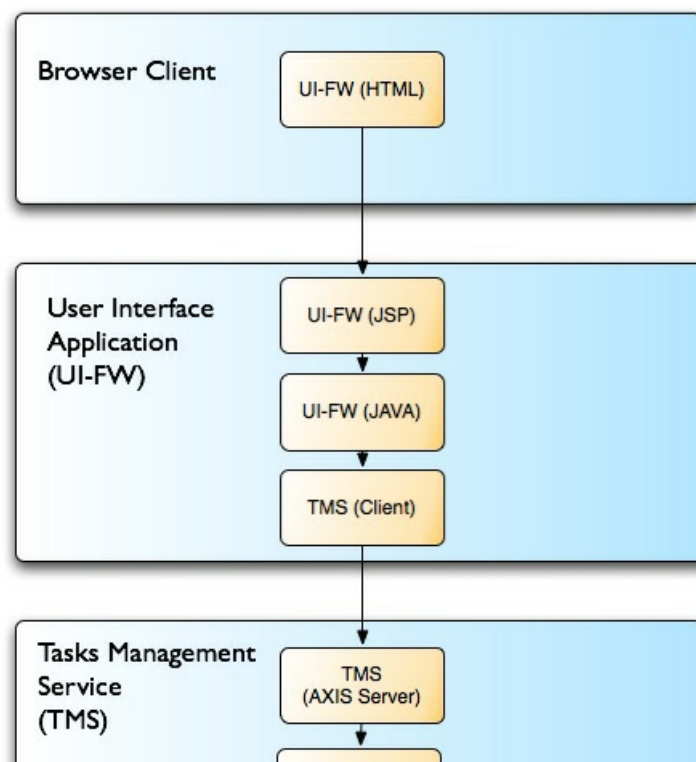 Browser Client
UI-FW (HTML)
User Interface
Application
(UI-FW)
UI-FW (JSP)
UI-FW (JAVA)
TMS (Client)
Tasks Management
Service
(TMS)
TMS
(AXIS Server)